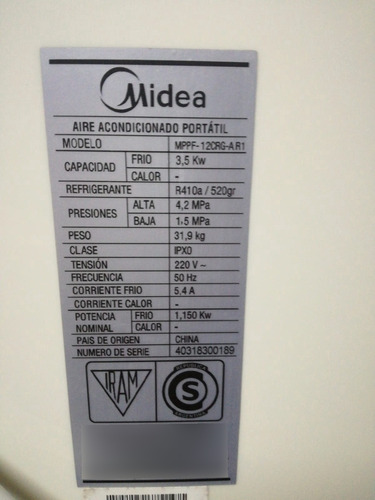 Midea
AIRE ACONDICIONADO PORTÁTIL
MODELO MPPF-12CRG-AR1
CAPACIDAD FRIO 3,5 Kw
CALOR -
REFRIGERANTE R410a / 520gr
PRESIONES ALTA 4,2 MPa
BAJA 1.5 MPa
PESO 31,9 kg
CLASE IPX0
TENSIÓN 220 V ~
FRECUENCIA 50 Hz
CORRIENTE FRIO 5,4 A
CORRIENTE CALOR -
POTENCIA NOMINAL FRIO 1,150 Kw
CALOR -
PAIS DE ORIGEN CHINA
NUMERO DE SERIE 40318300189
IRAM
REPUBLICA
S
ARGENTINA